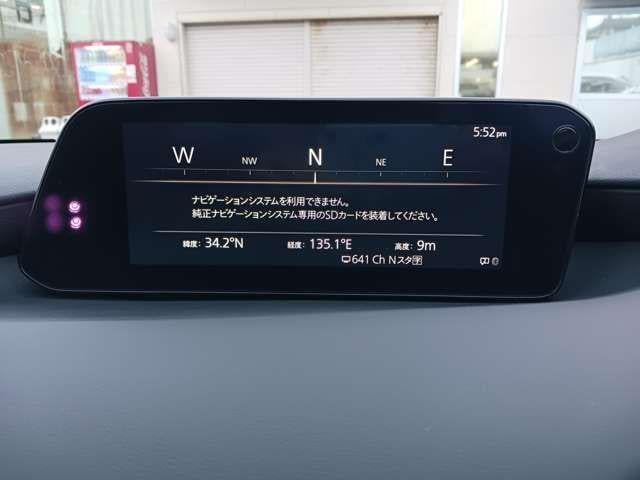 5:52pm
W NW N NE E
ナビゲーションシステムを利用できません。
純正ナビゲーションシステム専用のSDカードを装着してください。
緯度: 34.2°N 経度: 135.1°E 高度: 9m
641 Ch Nスタ🈑